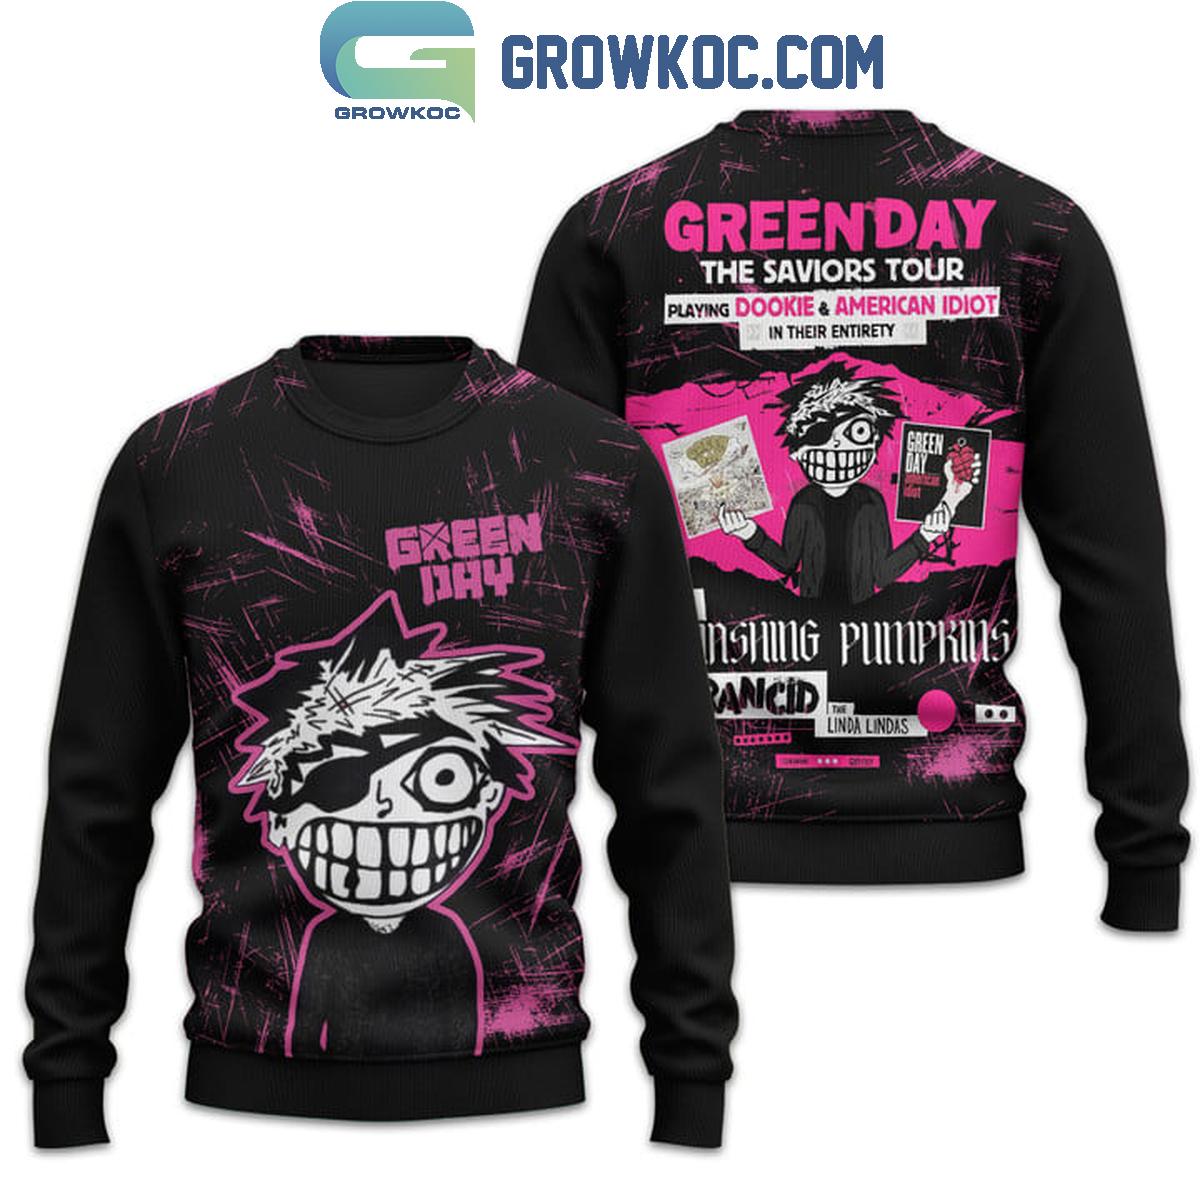 GROWKOC
GROWKOC.COM
GREEN DAY
THE SAVIORS TOUR
PLAYING DOOKIE & AMERICAN IDIOT
IN THEIR ENTIRETY
GREEN
DAY
american
idiot
PUMPKINS
RANCID
THE
LINDA LINDAS
GREEN
DAY